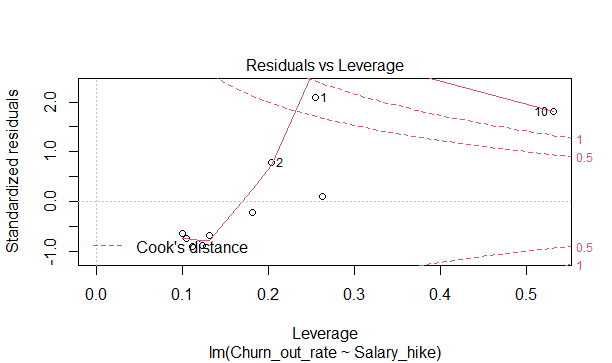 Residuals vs Leverage
Standardized residuals
2.0
1.0
0.0
-1.0
1
2
10
1
0.5
0.5
1
Cook's distance
0.0 0.1 0.2 0.3 0.4 0.5
Leverage
lm(Churn_out_rate ~ Salary_hike)